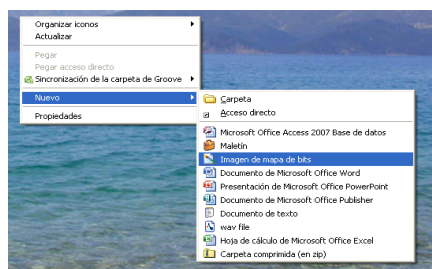 Organizar iconos
Actualizar
Pegar
Pegar acceso directo
Sincronización de la carpeta de Groove
Nuevo
Propiedades
Carpeta
Acceso directo
Microsoft Office Access 2007 Base de datos
Maletín
Imagen de mapa de bits
Documento de Microsoft Office Word
Presentación de Microsoft Office PowerPoint
Documento de Microsoft Office Publisher
Documento de texto
wav file
Hoja de cálculo de Microsoft Office Excel
Carpeta comprimida (en zip)